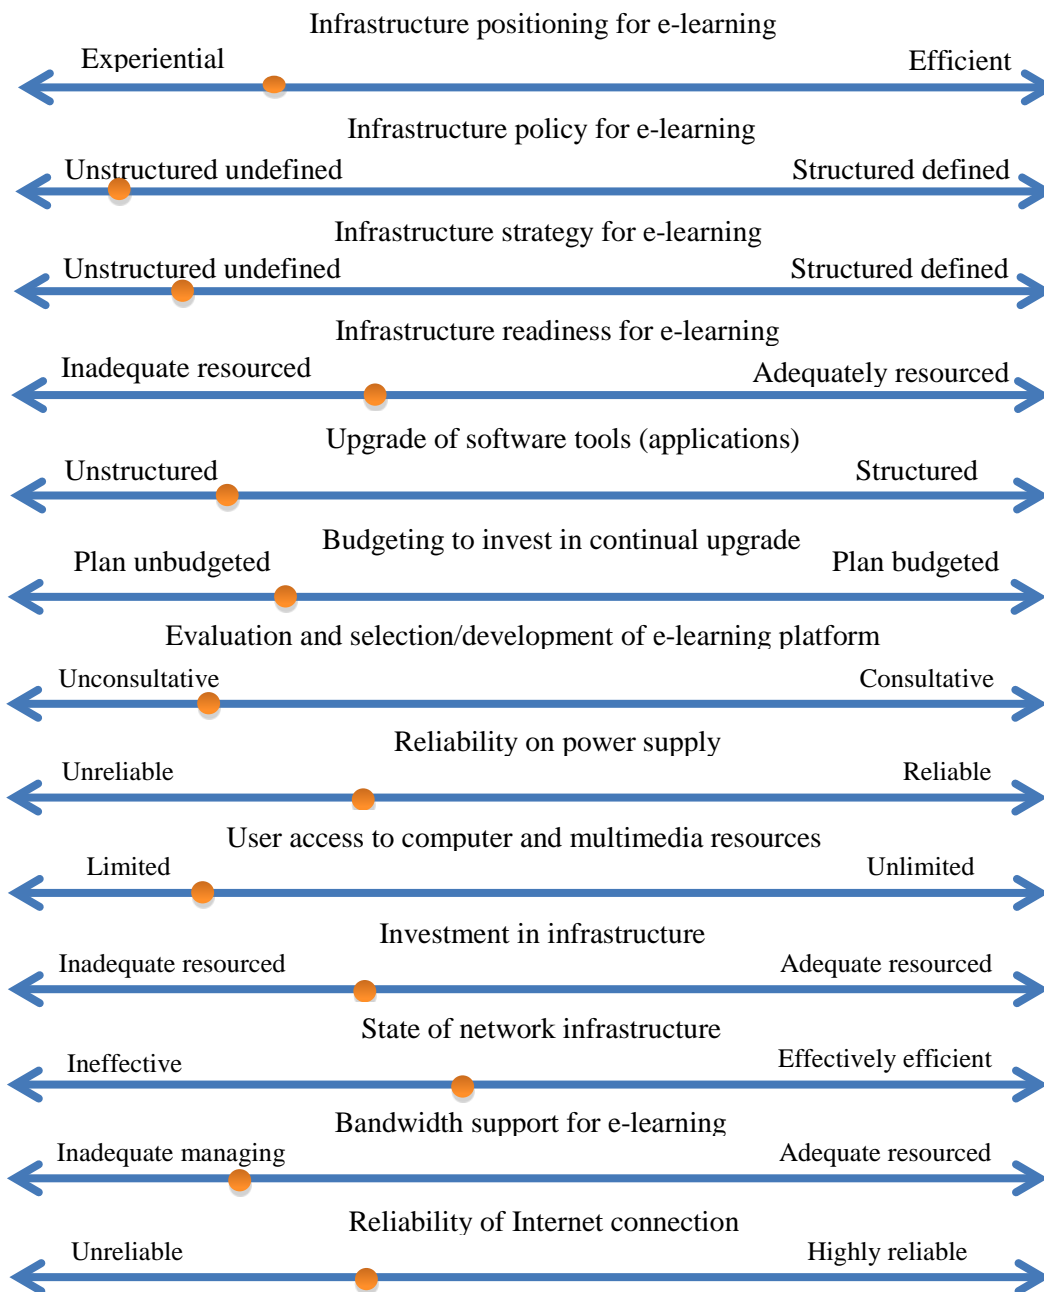 Infrastructure positioning for e-learning
Experiential Efficient
Infrastructure policy for e-learning
Unstructured undefined Structured defined
Infrastructure strategy for e-learning
Unstructured undefined Structured defined
Infrastructure readiness for e-learning
Inadequate resourced Adequately resourced
Upgrade of software tools (applications)
Unstructured Structured
Budgeting to invest in continual upgrade
Plan unbudgeted Plan budgeted
Evaluation and selection/development of e-learning platform
Unconsultative Consultative
Reliability on power supply
Unreliable Reliable
User access to computer and multimedia resources
Limited Unlimited
Investment in infrastructure
Inadequate resourced Adequate resourced
State of network infrastructure
Ineffective Effectively efficient
Bandwidth support for e-learning
Inadequate managing Adequate resourced
Reliability of Internet connection
Unreliable Highly reliable